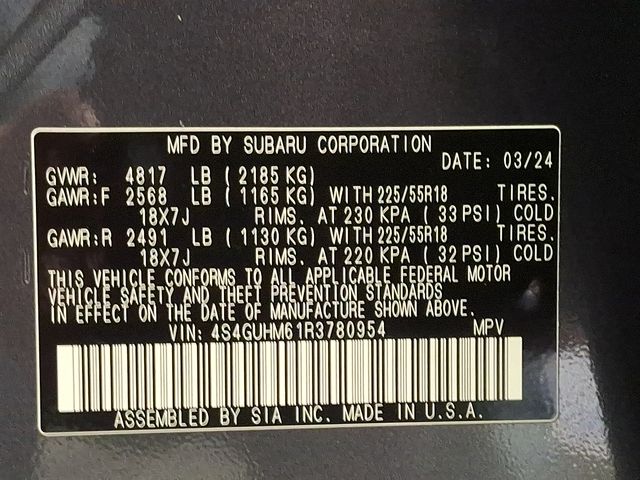 MFD BY SUBARU CORPORATION
DATE: 03/24
GVWR: 4817 LB ( 2185 KG)
GAWR:F 2568 LB ( 1165 KG) WITH 225/55R18 TIRES.
18X7J RIMS. AT 230 KPA ( 33 PSI) COLD
GAWR:R 2491 LB ( 1130 KG) WITH 225/55R18 TIRES.
18X7J RIMS. AT 220 KPA ( 32 PSI) COLD
THIS VEHICLE CONFORMS TO ALL APPLICABLE FEDERAL MOTOR
VEHICLE SAFETY AND THEFT PREVENTION STANDARDS
IN EFFECT ON THE DATE OF MANUFACTURE SHOWN ABOVE.
VIN: 4S4GUHM61R3780954 MPV
ASSEMBLED BY SIA INC. MADE IN U.S.A.